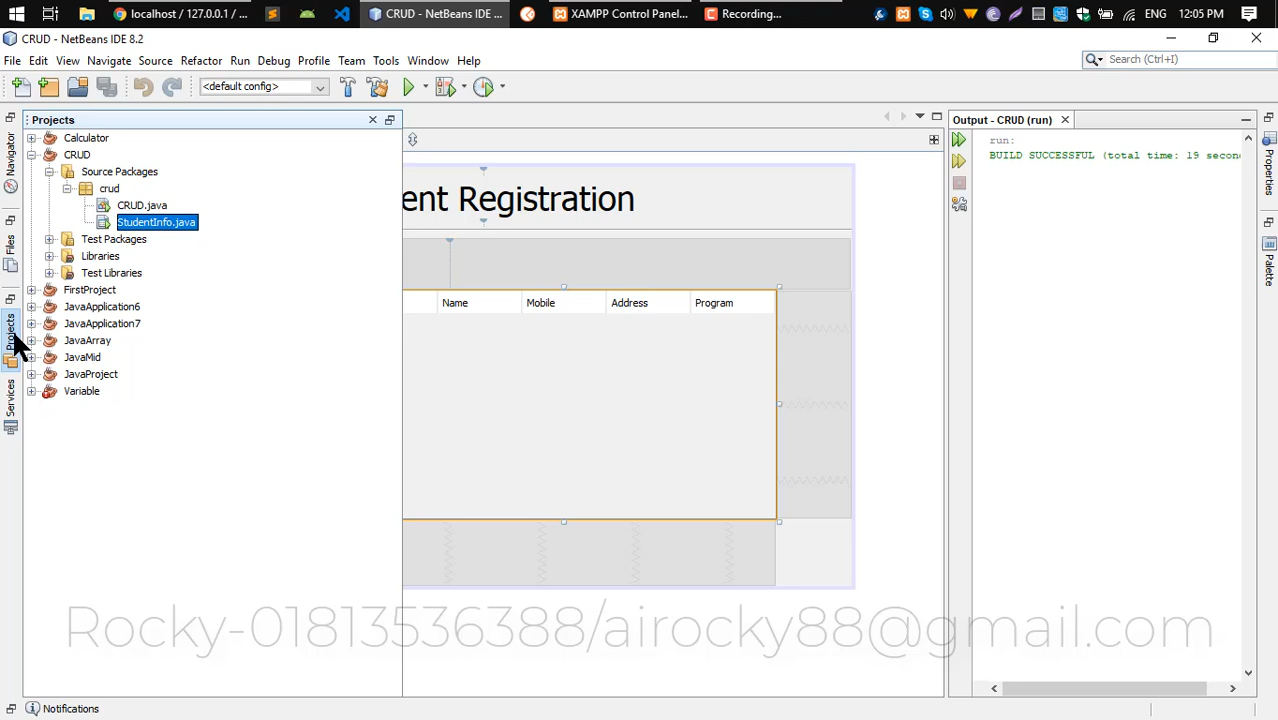 localhost / 127.0.0.1 / ...
CRUD - NetBeans IDE ...
XAMPP Control Panel...
Recording...
ENG
12:05 PM
CRUD - NetBeans IDE 8.2
File Edit View Navigate Source Refactor Run Debug Profile Team Tools Window Help
Search (Ctrl+I)
<default config>
Projects
Output - CRUD (run)
Navigator
Files
Projects
Services
Calculator
CRUD
Source Packages
crud
CRUD.java
StudentInfo.java
Test Packages
Libraries
Test Libraries
FirstProject
JavaApplication6
JavaApplication7
JavaArray
JavaMid
JavaProject
Variable
ent Registration
Name Mobile Address Program
run:
BUILD SUCCESSFUL (total time: 19 secon
Properties
Palette
Rocky-01813536388/airocky88@gmail.com
Notifications